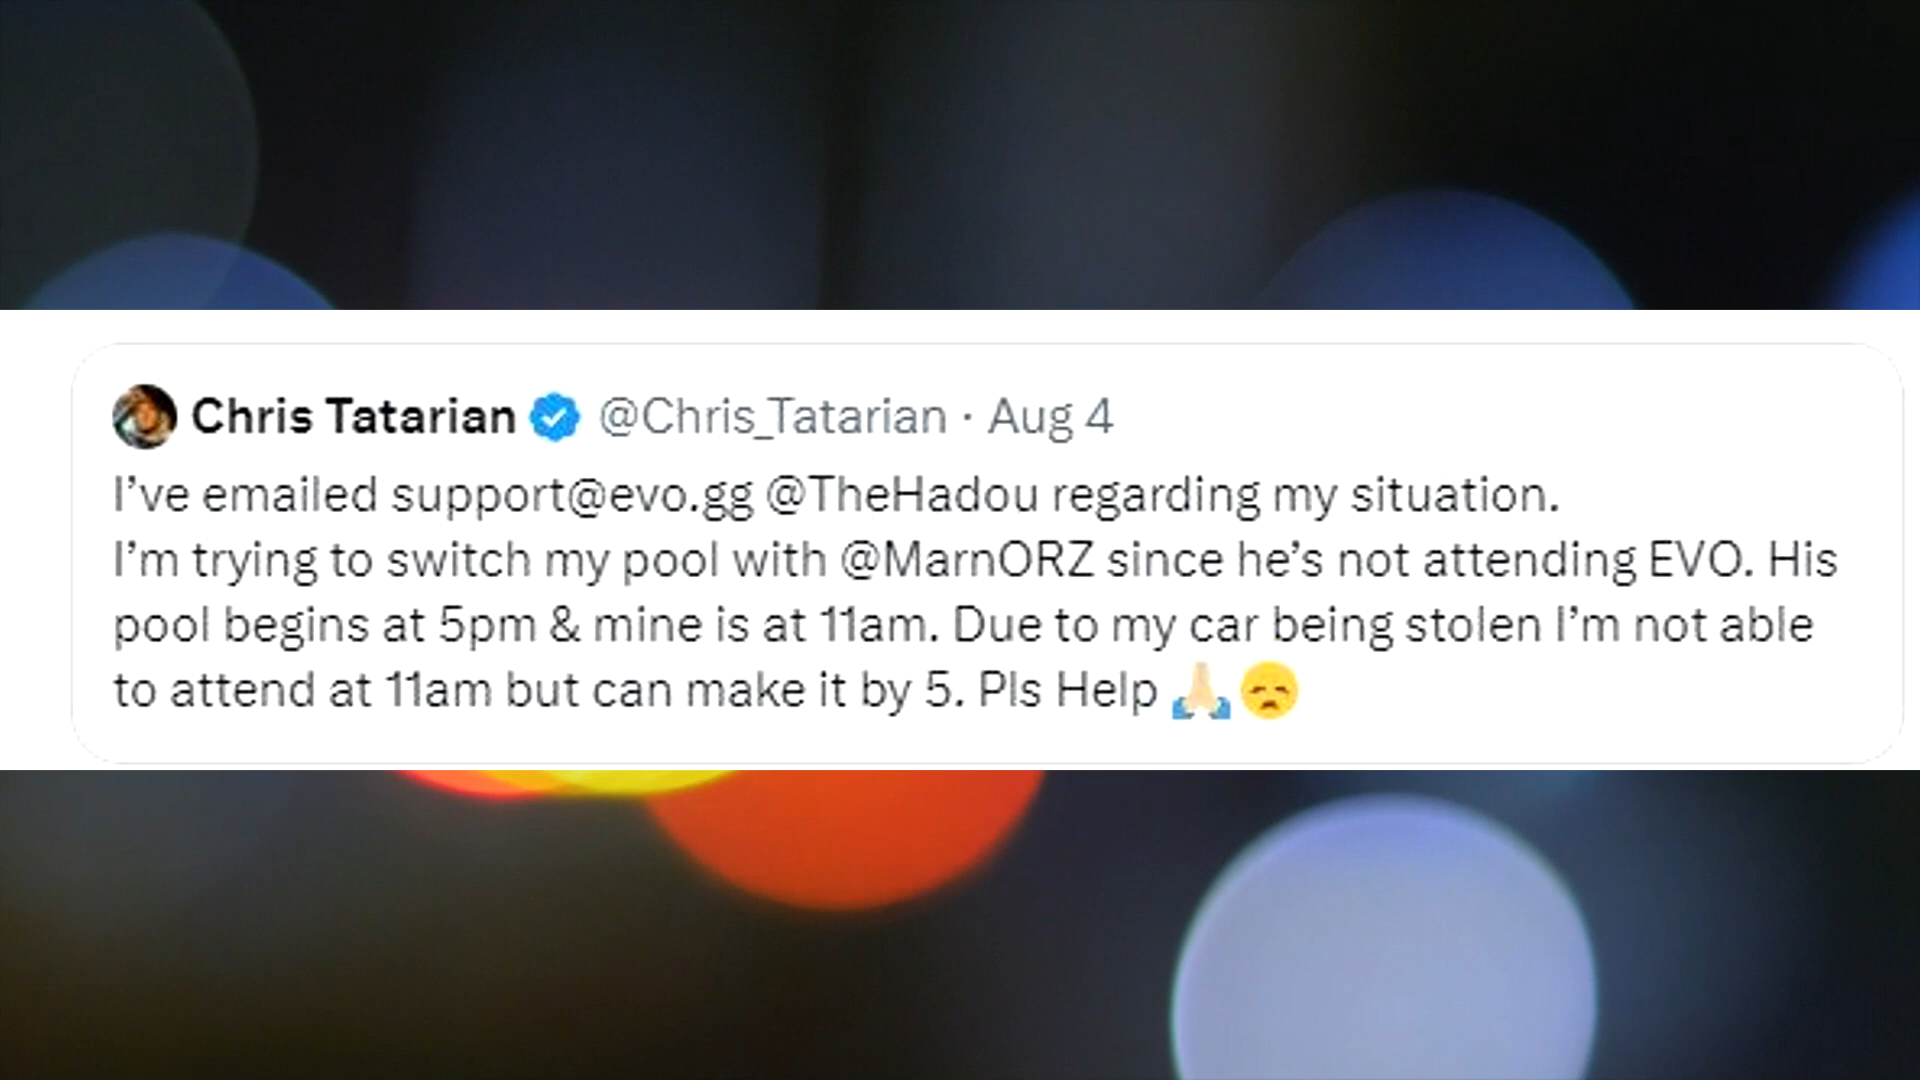 Chris Tatarian @Chris_Tatarian · Aug 4
I’ve emailed support@evo.gg @TheHadou regarding my situation.
I’m trying to switch my pool with @MarnORZ since he’s not attending EVO. His
pool begins at 5pm & mine is at 11am. Due to my car being stolen I’m not able
to attend at 11am but can make it by 5. Pls Help 🙏🏻😞